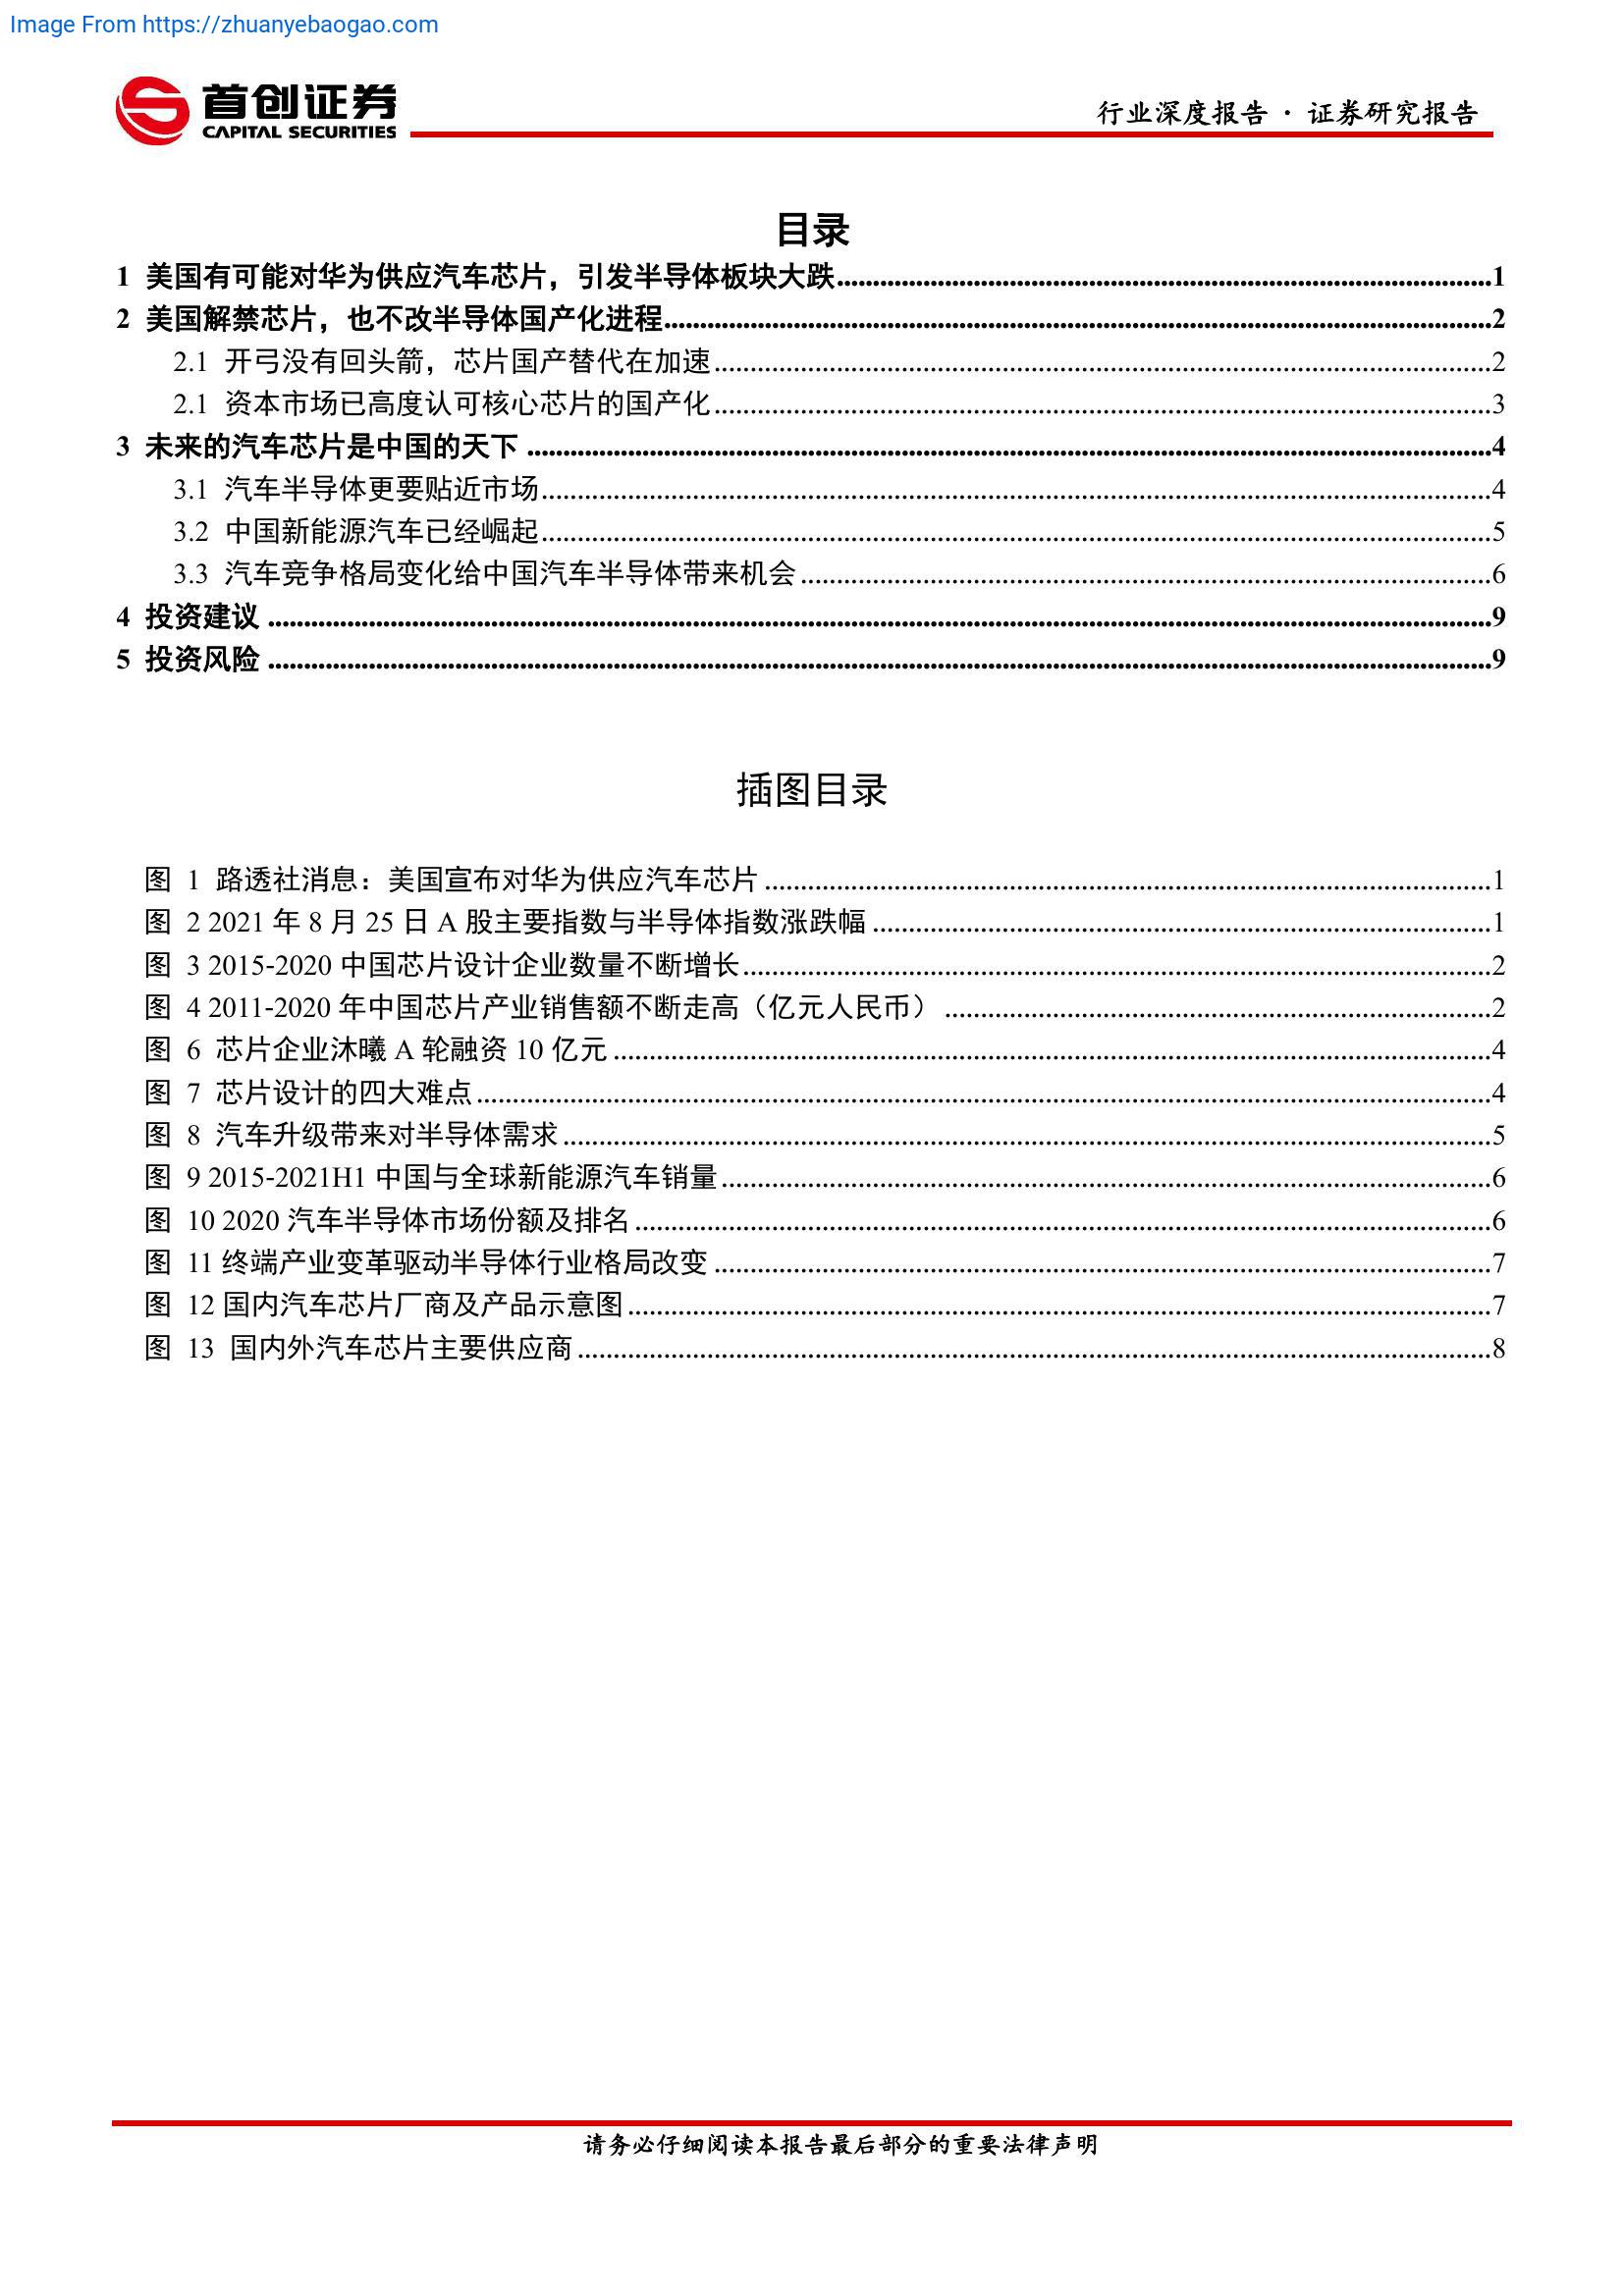 Image From https://zhuanyebaogao.com
首创证券
CAPITAL SECURITIES
行业深度报告 · 证券研究报告
目录
1 美国有可能对华为供应汽车芯片，引发半导体板块大跌1
2 美国解禁芯片，也不改半导体国产化进程2
2.1 开弓没有回头箭，芯片国产替代在加速2
2.1 资本市场已高度认可核心芯片的国产化3
3 未来的汽车芯片是中国的天下4
3.1 汽车半导体更要贴近市场4
3.2 中国新能源汽车已经崛起5
3.3 汽车竞争格局变化给中国汽车半导体带来机会6
4 投资建议9
5 投资风险9
插图目录
图 1 路透社消息：美国宣布对华为供应汽车芯片1
图 2 2021 年 8 月 25 日 A 股主要指数与半导体指数涨跌幅1
图 3 2015-2020 中国芯片设计企业数量不断增长2
图 4 2011-2020 年中国芯片产业销售额不断走高（亿元人民币）2
图 6 芯片企业沐曦 A 轮融资 10 亿元4
图 7 芯片设计的四大难点4
图 8 汽车升级带来对半导体需求5
图 9 2015-2021H1 中国与全球新能源汽车销量6
图 10 2020 汽车半导体市场份额及排名6
图 11 终端产业变革驱动半导体行业格局改变7
图 12 国内汽车芯片厂商及产品示意图7
图 13 国内外汽车芯片主要供应商8
请务必仔细阅读本报告最后部分的重要法律声明